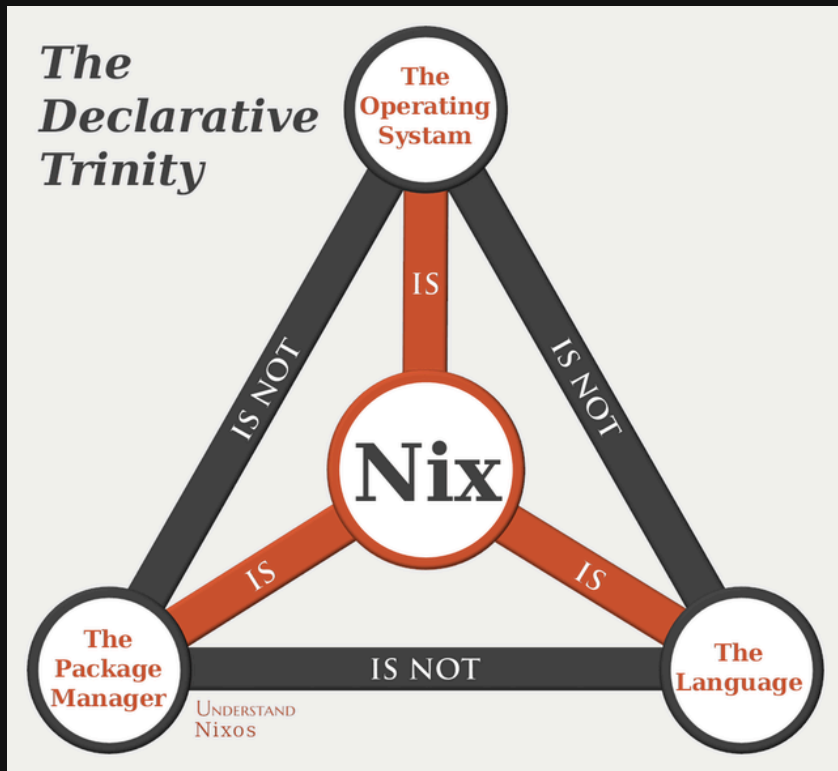 The
Declarative
Trinity
The
Operating
Systam
IS
IS NOT
IS NOT
Nix
IS
IS
The
Package
Manager
IS NOT
The
Language
Understand
Nixos